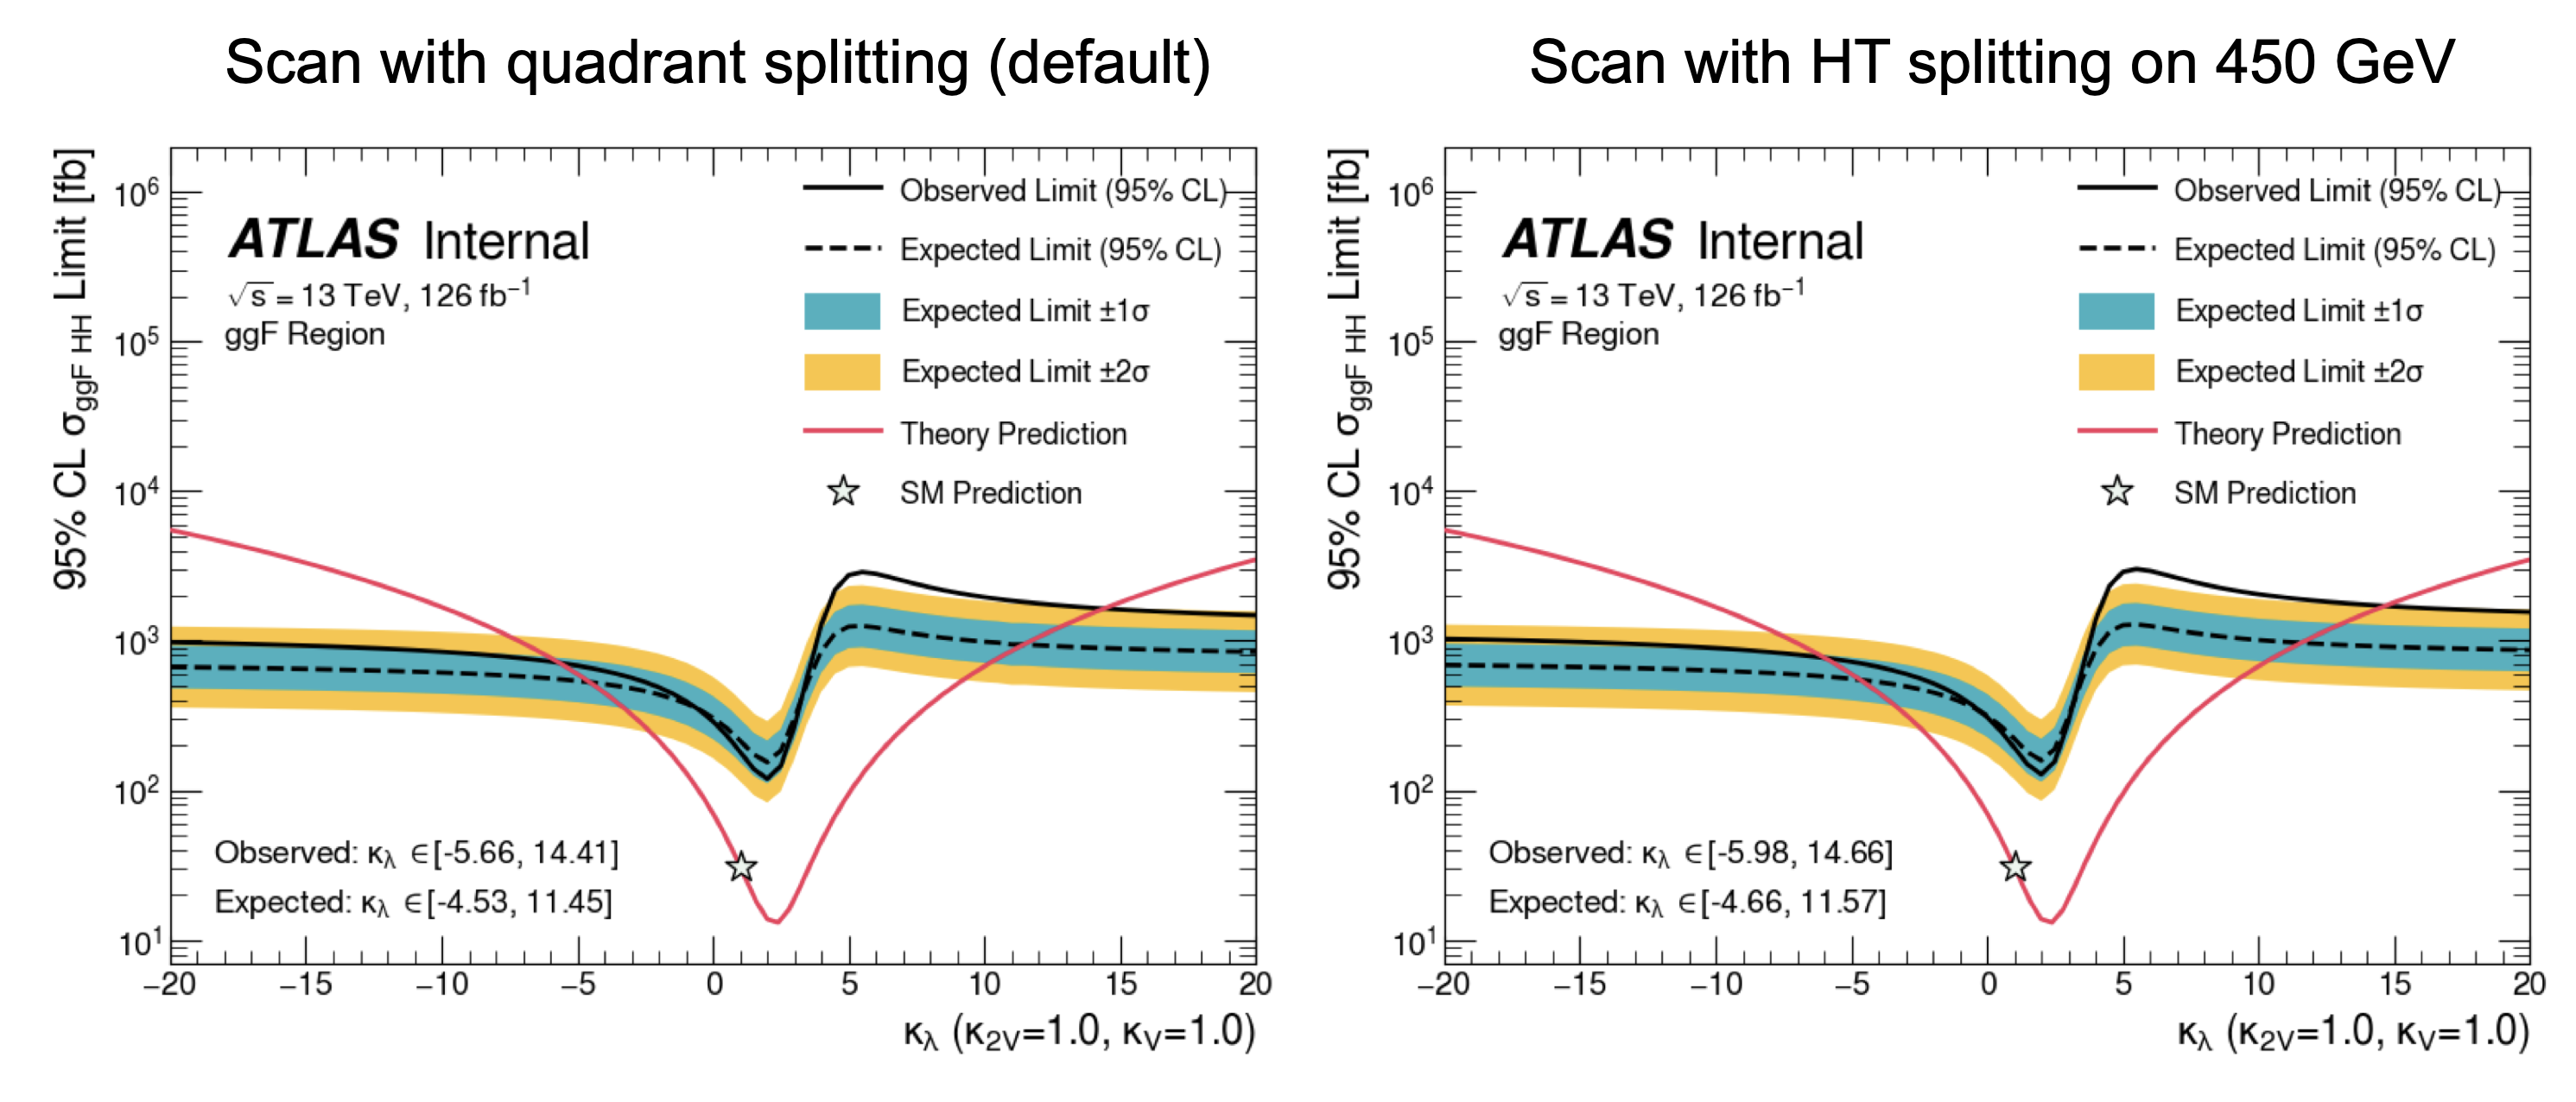 Scan with quadrant splitting (default)
95% CL σggF HH Limit [fb]
10⁶
10⁵
10⁴
10³
10²
10¹
ATLAS Internal
√s = 13 TeV, 126 fb⁻¹
ggF Region
Observed Limit (95% CL)
Expected Limit (95% CL)
Expected Limit ±1σ
Expected Limit ±2σ
Theory Prediction
SM Prediction
Observed: κλ ∈[-5.66, 14.41]
Expected: κλ ∈[-4.53, 11.45]
−20 −15 −10 −5 0 5 10 15 20
κλ (κ2V=1.0, κV=1.0)
Scan with HT splitting on 450 GeV
95% CL σggF HH Limit [fb]
10⁶
10⁵
10⁴
10³
10²
10¹
ATLAS Internal
√s = 13 TeV, 126 fb⁻¹
ggF Region
Observed Limit (95% CL)
Expected Limit (95% CL)
Expected Limit ±1σ
Expected Limit ±2σ
Theory Prediction
SM Prediction
Observed: κλ ∈[-5.98, 14.66]
Expected: κλ ∈[-4.66, 11.57]
−20 −15 −10 −5 0 5 10 15 20
κλ (κ2V=1.0, κV=1.0)